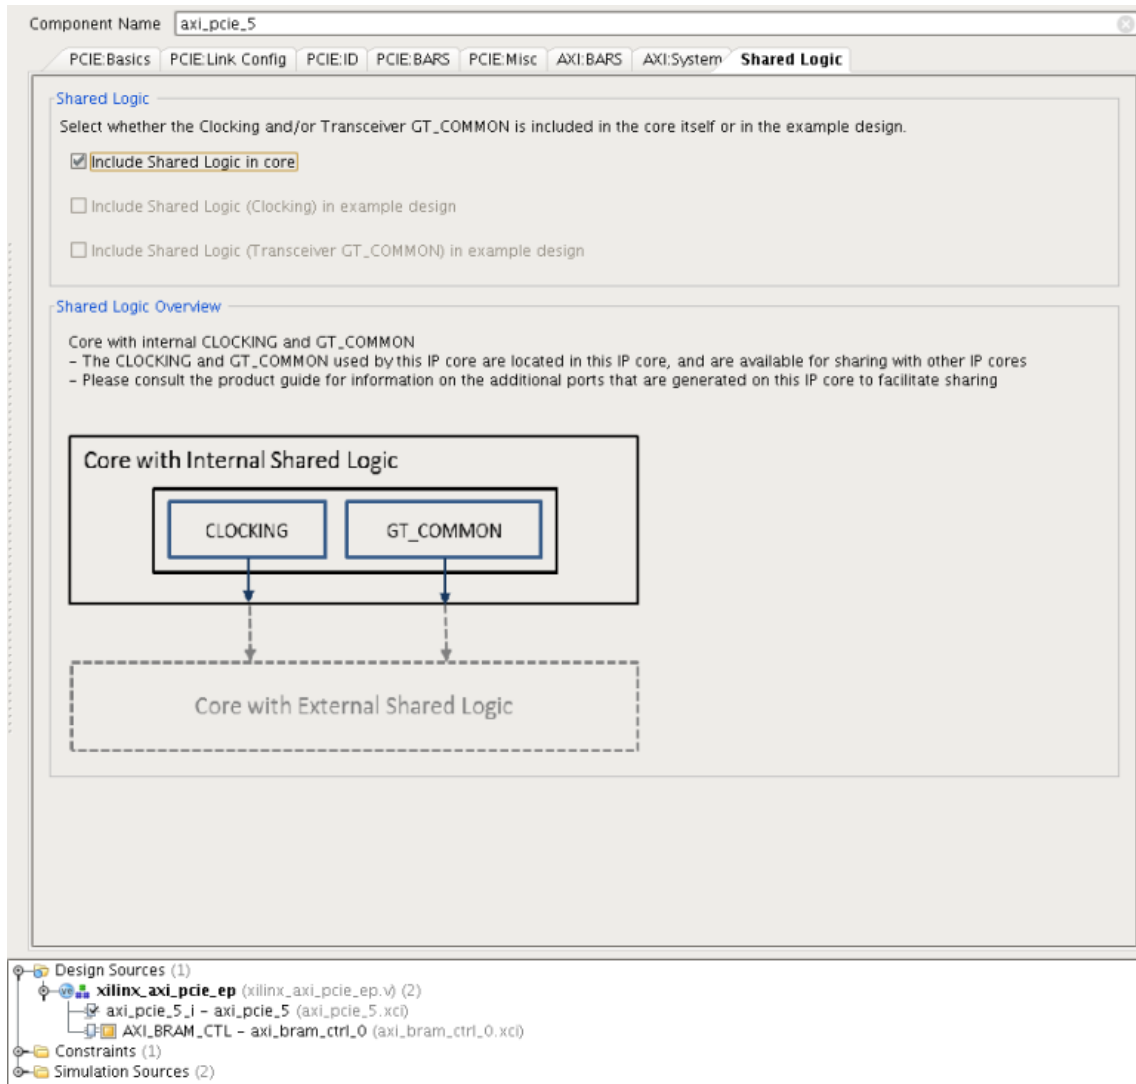 Component Name axi_pcie_5
PCIE:Basics PCIE:Link Config PCIE:ID PCIE:BARS PCIE:Misc AXI:BARS AXI:System Shared Logic
Shared Logic
Select whether the Clocking and/or Transceiver GT_COMMON is included in the core itself or in the example design.
Include Shared Logic in core
Include Shared Logic (Clocking) in example design
Include Shared Logic (Transceiver GT_COMMON) in example design
Shared Logic Overview
Core with internal CLOCKING and GT_COMMON
– The CLOCKING and GT_COMMON used by this IP core are located in this IP core, and are available for sharing with other IP cores
– Please consult the product guide for information on the additional ports that are generated on this IP core to facilitate sharing
Core with Internal Shared Logic
CLOCKING GT_COMMON
Core with External Shared Logic
Design Sources (1)
xilinx_axi_pcie_ep (xilinx_axi_pcie_ep.v) (2)
axi_pcie_5_i – axi_pcie_5 (axi_pcie_5.xci)
AXI_BRAM_CTL – axi_bram_ctrl_0 (axi_bram_ctrl_0.xci)
Constraints (1)
Simulation Sources (2)